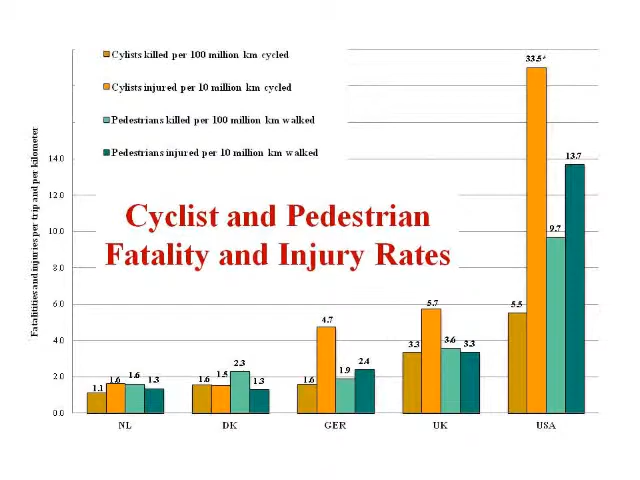 Cylists killed per 100 million km cycled
Cylists injured per 10 million km cycled
Pedestrians killed per 100 million km walked
Pedestrians injured per 10 million km walked
Cyclist and Pedestrian
Fatality and Injury Rates
Fatalitities and injuries per trip and per kilometer
14.0
12.0
10.0
8.0
6.0
4.0
2.0
0.0
1.1 1.6 1.6 1.3
1.6 1.5 2.3 1.3
1.6 4.7 1.9 2.4
3.3 5.7 3.6 3.3
5.5 33.5* 9.7 13.7
NL DK GER UK USA